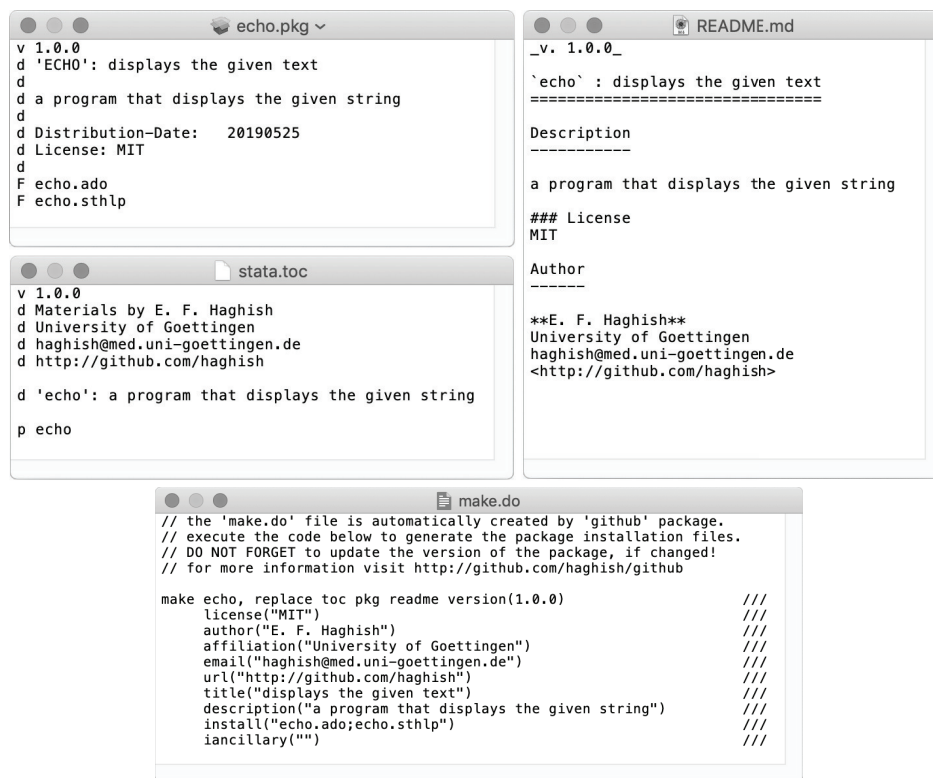 echo.pkg
v 1.0.0
d 'ECHO': displays the given text
d
d a program that displays the given string
d
d Distribution-Date:   20190525
d License: MIT
d
F echo.ado
F echo.sthlp
stata.toc
v 1.0.0
d Materials by E. F. Haghish
d University of Goettingen
d haghish@med.uni-goettingen.de
d http://github.com/haghish
d 'echo': a program that displays the given string
p echo
README.md
_v. 1.0.0_
`echo` : displays the given text
================================
Description
-----------
a program that displays the given string
### License
MIT
Author
------
**E. F. Haghish**
University of Goettingen
haghish@med.uni-goettingen.de
<http://github.com/haghish>
make.do
// the 'make.do' file is automatically created by 'github' package.
// execute the code below to generate the package installation files.
// DO NOT FORGET to update the version of the package, if changed!
// for more information visit http://github.com/haghish/github
make echo, replace toc pkg readme version(1.0.0) ///
license("MIT") ///
author("E. F. Haghish") ///
affiliation("University of Goettingen") ///
email("haghish@med.uni-goettingen.de") ///
url("http://github.com/haghish") ///
title("displays the given text") ///
description("a program that displays the given string") ///
install("echo.ado;echo.sthlp") ///
iancillary("") ///